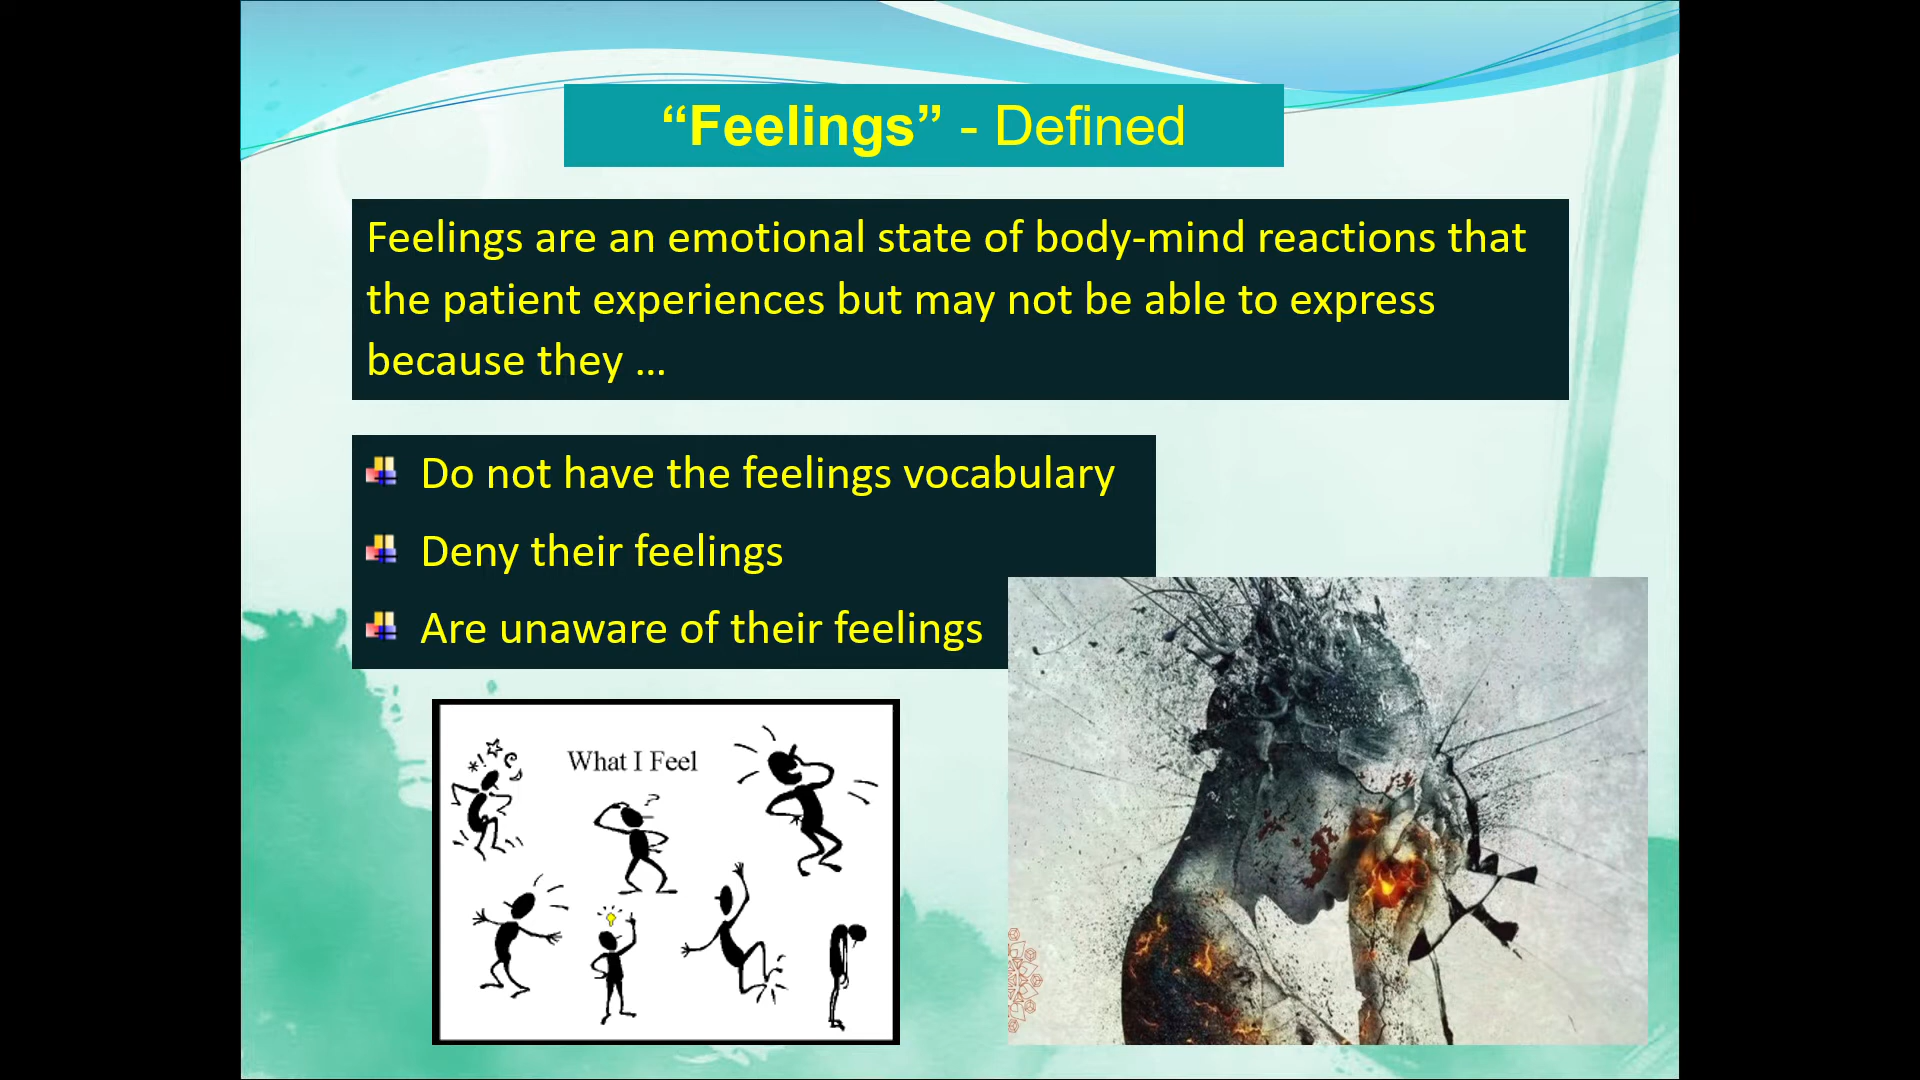 “Feelings” - Defined
Feelings are an emotional state of body-mind reactions that
the patient experiences but may not be able to express
because they ...
Do not have the feelings vocabulary
Deny their feelings
Are unaware of their feelings
What I Feel